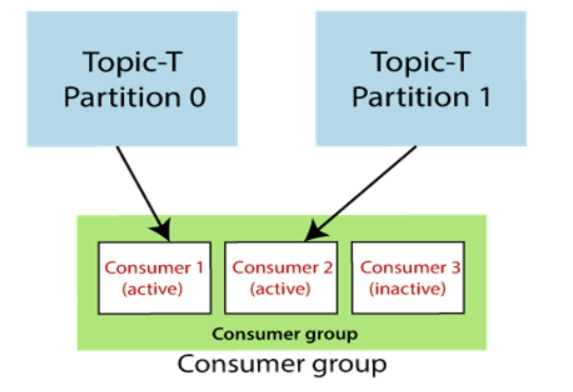 Topic-T
Partition 0
Topic-T
Partition 1
Consumer 1
(active)
Consumer 2
(active)
Consumer 3
(inactive)
Consumer group
Consumer group